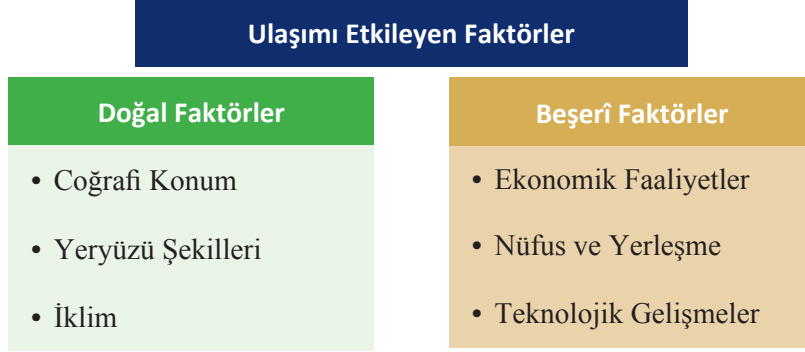 Ulaşımı Etkileyen Faktörler
Doğal Faktörler
• Coğrafi Konum
• Yeryüzü Şekilleri
• İklim
Beşerî Faktörler
• Ekonomik Faaliyetler
• Nüfus ve Yerleşme
• Teknolojik Gelişmeler